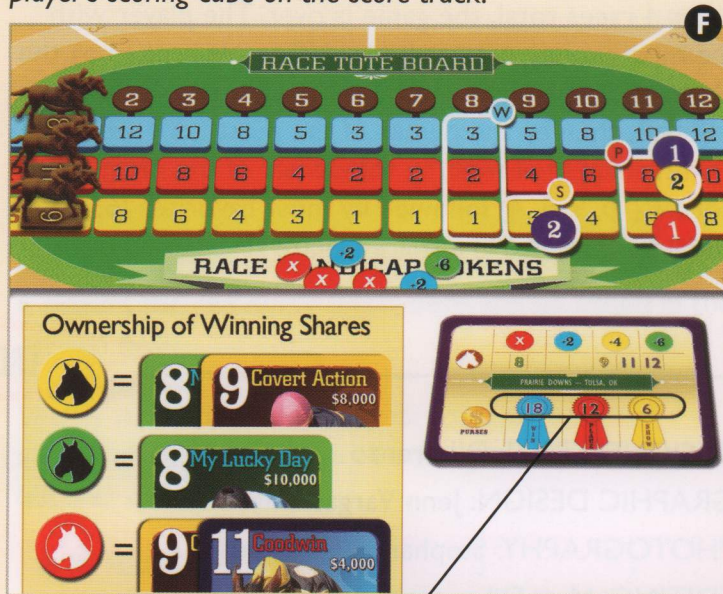 player's scoring cube on the score track.
F
RACE TOTE BOARD
2 3 4 5 6 7 8 9 10 11 12
W
12 10 8 5 3 3 3 5 8 10 12
P 1
10 8 6 4 2 2 2 4 6 8 2 0
S
8 6 4 3 1 1 1 3 4 6 8
2 1
RACE CAP KENS
X -2 X X -2 -6
Ownership of Winning Shares
= 8 M 9 Covert Action
$8,000
= 8 My Lucky Day
$10,000
= 9 11 Goodwin
$4,000
X -2 -4 -6
8 9 11 12
PRAIRIE DOWNS – TULSA, OK
PURSES 18 12 6
WIN PLACE SHOW